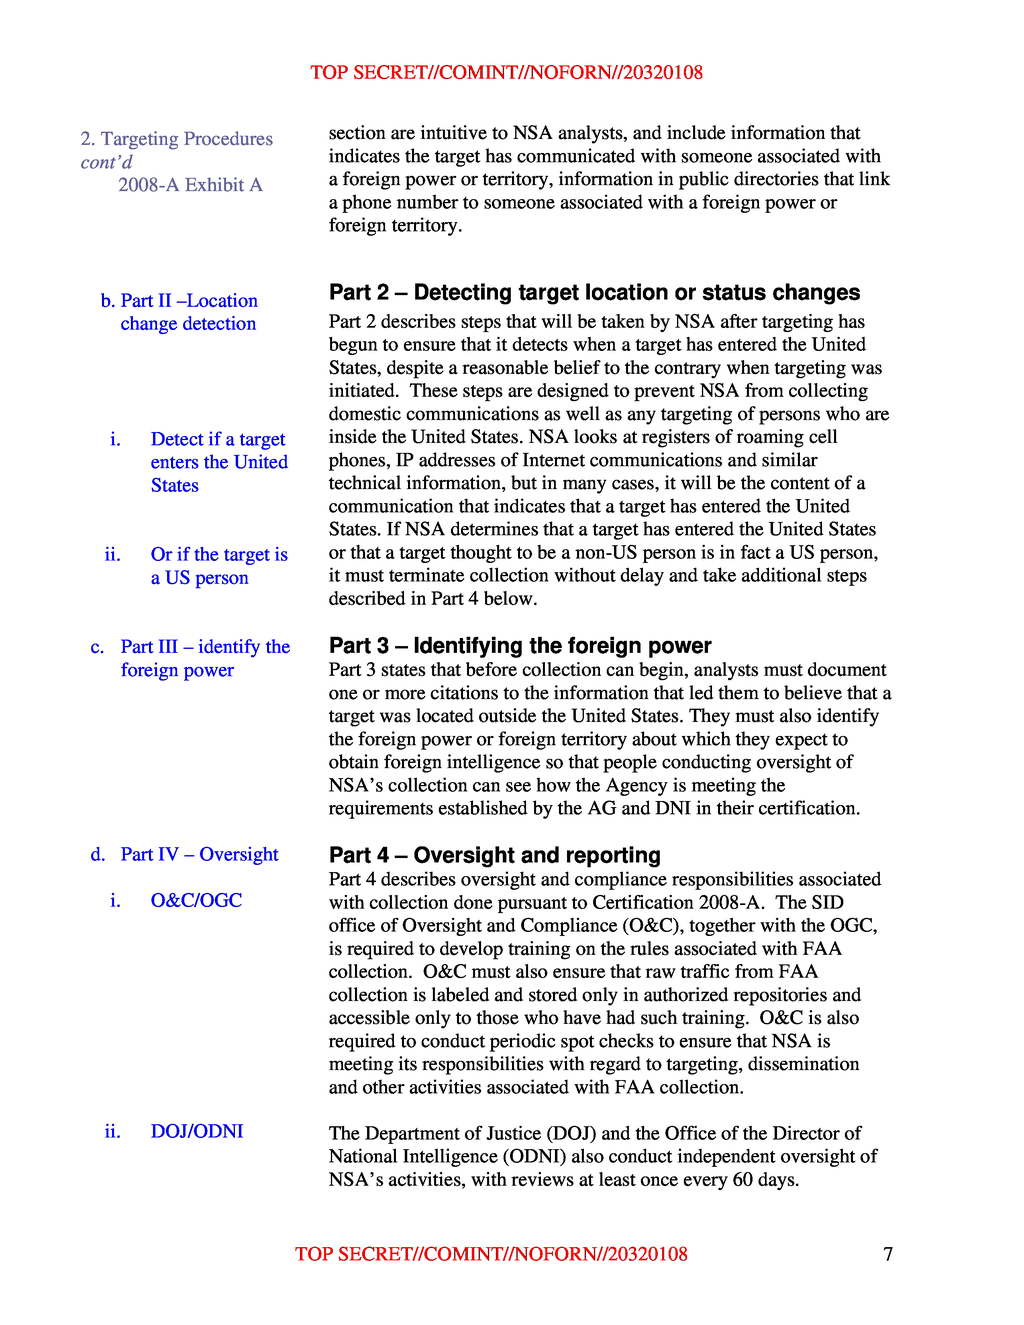 TOP SECRET//COMINT//NOFORN//20320108
2. Targeting Procedures
cont’d
2008-A Exhibit A
section are intuitive to NSA analysts, and include information that
indicates the target has communicated with someone associated with
a foreign power or territory, information in public directories that link
a phone number to someone associated with a foreign power or
foreign territory.
b. Part II –Location
change detection
Part 2 – Detecting target location or status changes
Part 2 describes steps that will be taken by NSA after targeting has
begun to ensure that it detects when a target has entered the United
States, despite a reasonable belief to the contrary when targeting was
initiated.  These steps are designed to prevent NSA from collecting
domestic communications as well as any targeting of persons who are
i. Detect if a target
enters the United
States
inside the United States. NSA looks at registers of roaming cell
phones, IP addresses of Internet communications and similar
technical information, but in many cases, it will be the content of a
communication that indicates that a target has entered the United
States. If NSA determines that a target has entered the United States
ii. Or if the target is
a US person
or that a target thought to be a non-US person is in fact a US person,
it must terminate collection without delay and take additional steps
described in Part 4 below.
c. Part III – identify the
foreign power
Part 3 – Identifying the foreign power
Part 3 states that before collection can begin, analysts must document
one or more citations to the information that led them to believe that a
target was located outside the United States. They must also identify
the foreign power or foreign territory about which they expect to
obtain foreign intelligence so that people conducting oversight of
NSA’s collection can see how the Agency is meeting the
requirements established by the AG and DNI in their certification.
d. Part IV – Oversight
i. O&C/OGC
Part 4 – Oversight and reporting
Part 4 describes oversight and compliance responsibilities associated
with collection done pursuant to Certification 2008-A.  The SID
office of Oversight and Compliance (O&C), together with the OGC,
is required to develop training on the rules associated with FAA
collection.  O&C must also ensure that raw traffic from FAA
collection is labeled and stored only in authorized repositories and
accessible only to those who have had such training.  O&C is also
required to conduct periodic spot checks to ensure that NSA is
meeting its responsibilities with regard to targeting, dissemination
and other activities associated with FAA collection.
ii. DOJ/ODNI
The Department of Justice (DOJ) and the Office of the Director of
National Intelligence (ODNI) also conduct independent oversight of
NSA’s activities, with reviews at least once every 60 days.
TOP SECRET//COMINT//NOFORN//20320108
7